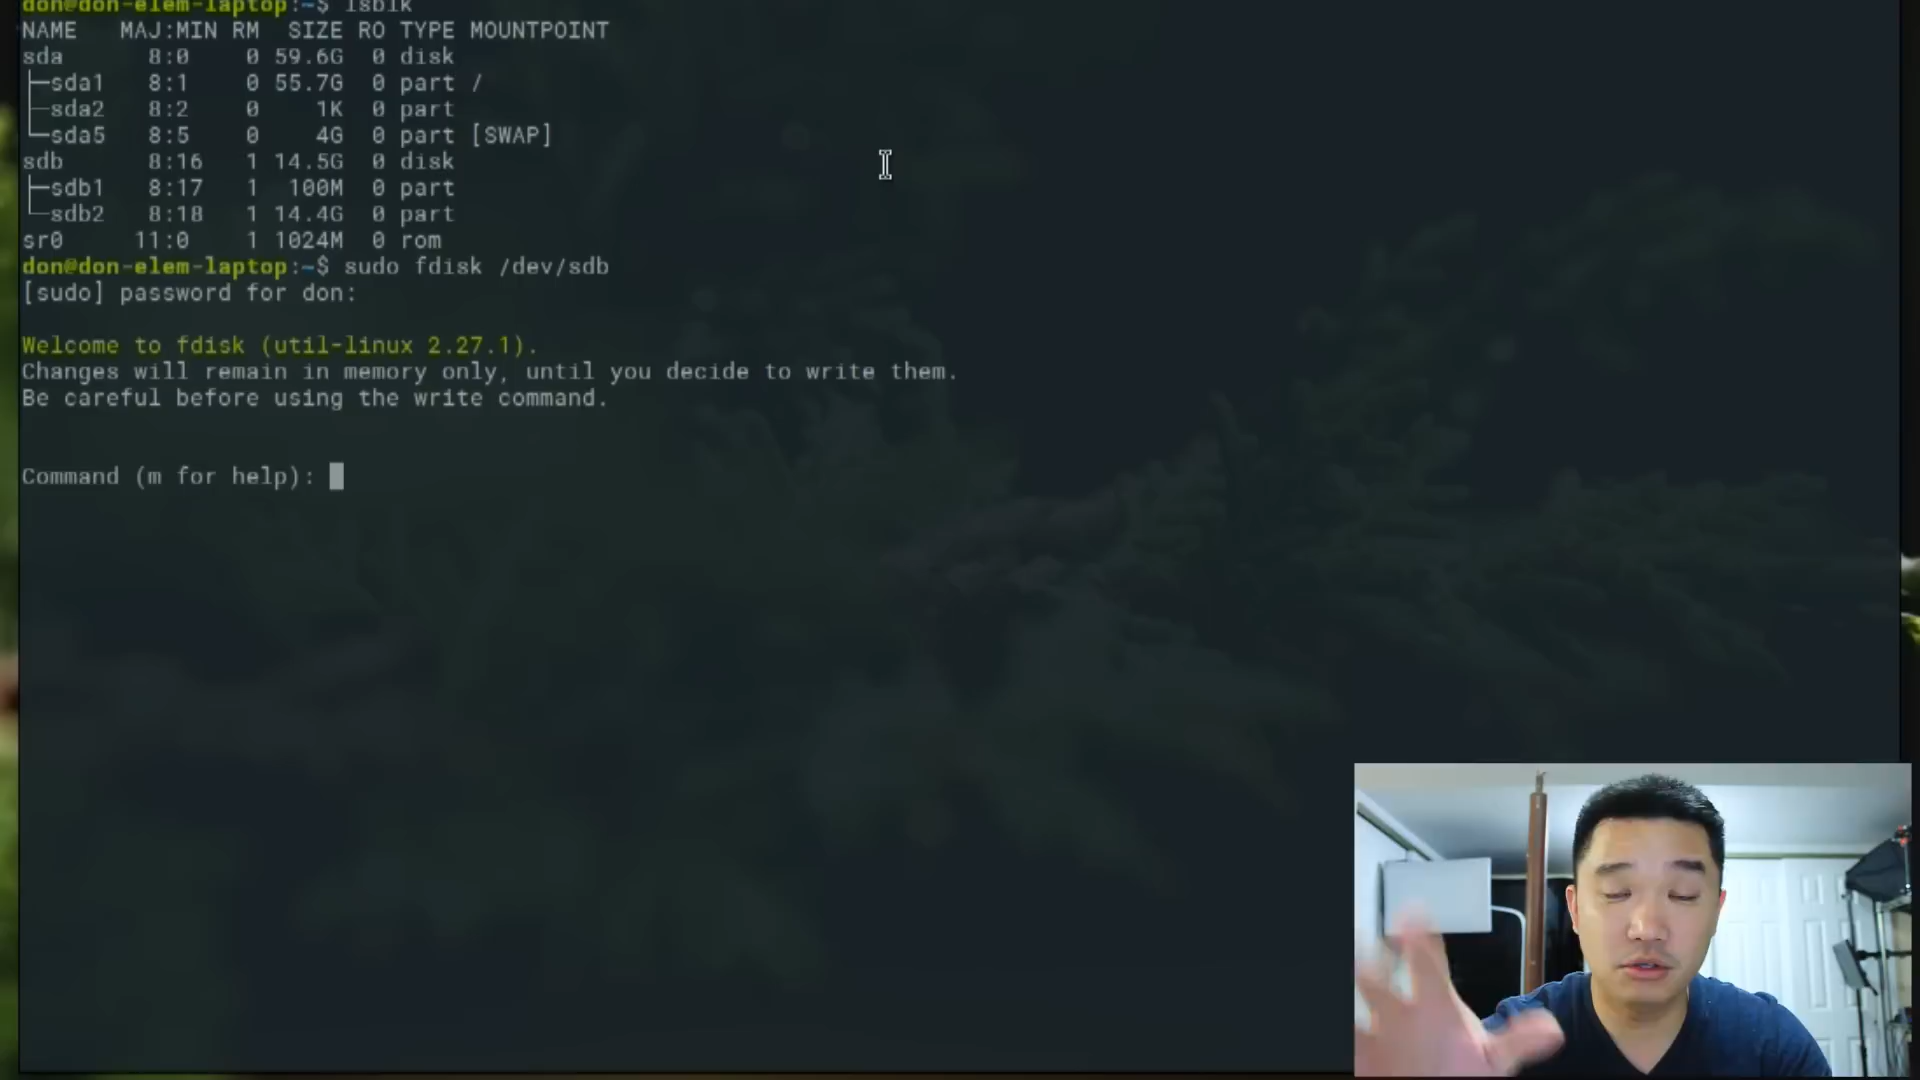 don@don-elem-laptop:~$ lsblk
NAME MAJ:MIN RM SIZE RO TYPE MOUNTPOINT
sda 8:0 0 59.6G 0 disk
├─sda1 8:1 0 55.7G 0 part /
├─sda2 8:2 0 1K 0 part
└─sda5 8:5 0 4G 0 part [SWAP]
sdb 8:16 1 14.5G 0 disk
├─sdb1 8:17 1 100M 0 part
└─sdb2 8:18 1 14.4G 0 part
sr0 11:0 1 1024M 0 rom
don@don-elem-laptop:~$ sudo fdisk /dev/sdb
[sudo] password for don:
Welcome to fdisk (util-linux 2.27.1).
Changes will remain in memory only, until you decide to write them.
Be careful before using the write command.
Command (m for help):